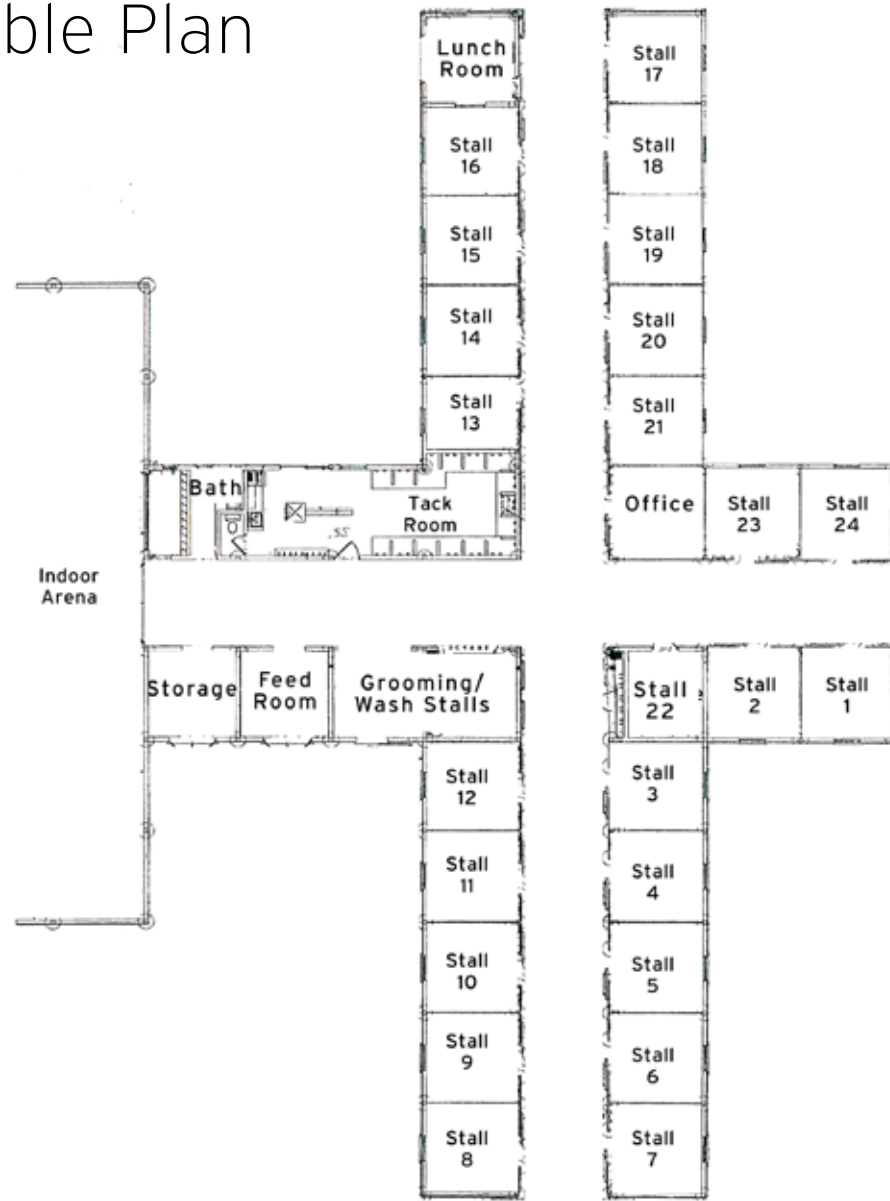 ble Plan
Lunch
Room
Stall
17
Stall
16
Stall
18
Stall
15
Stall
19
Stall
14
Stall
20
Stall
13
Stall
21
Bath
Tack
Room
Office
Stall
23
Stall
24
Indoor
Arena
Storage
Feed
Room
Grooming/
Wash Stalls
Stall
22
Stall
2
Stall
1
Stall
12
Stall
3
Stall
11
Stall
4
Stall
10
Stall
5
Stall
9
Stall
6
Stall
8
Stall
7